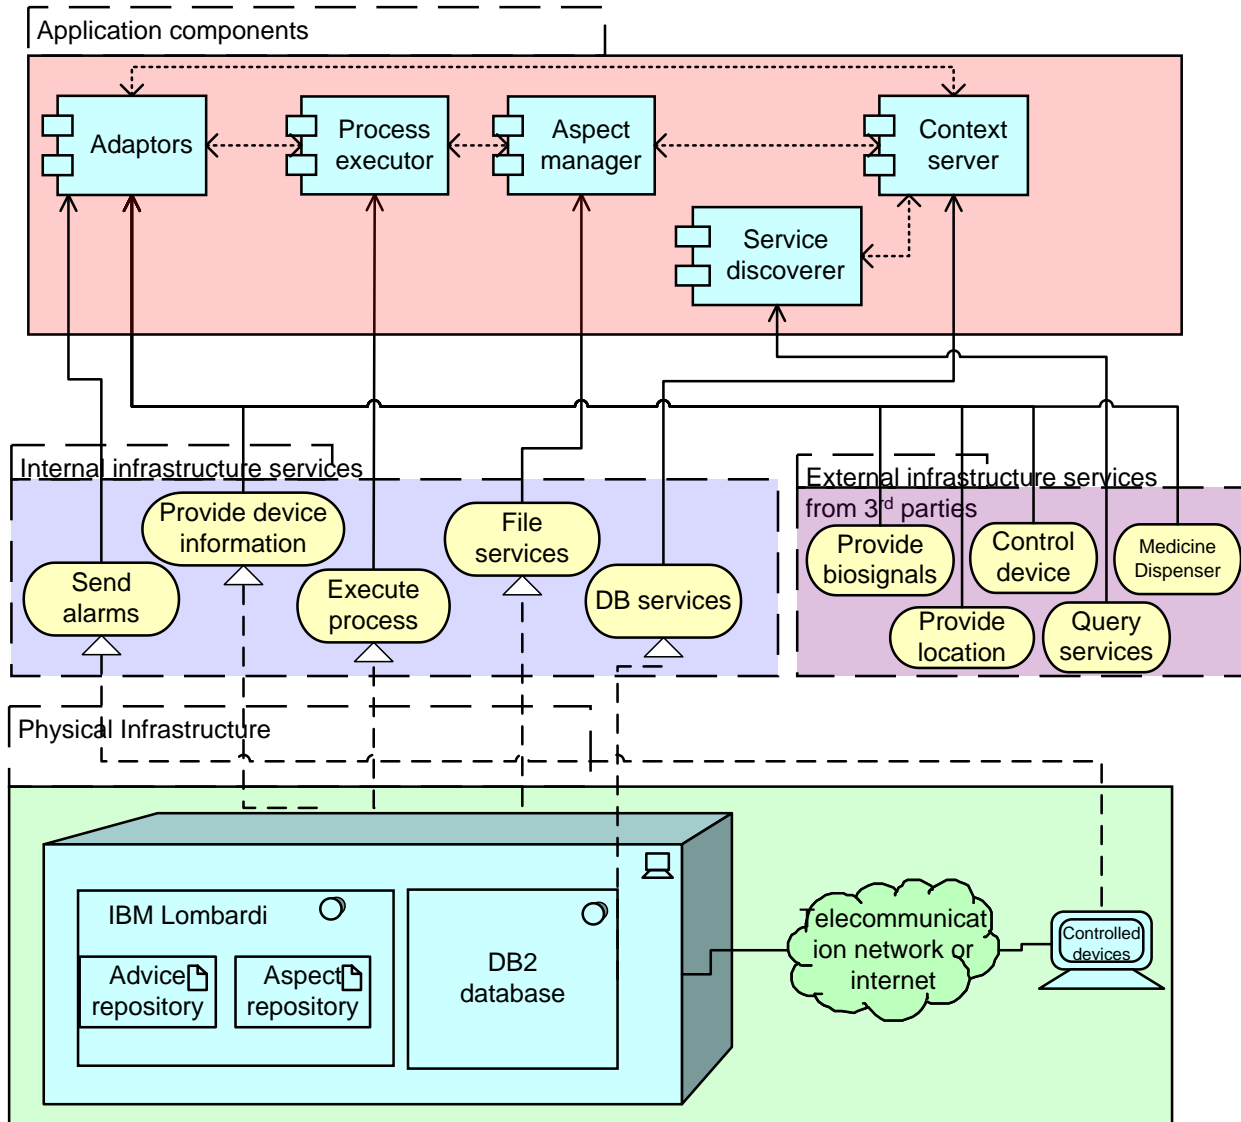 Application components
Adaptors
Process
executor
Aspect
manager
Context
server
Service
discoverer
Internal infrastructure services
Provide device
information
File
services
Send
alarms
Execute
process
DB services
External infrastructure services
from 3rd parties
Provide
biosignals
Control
device
Medicine
Dispenser
Provide
location
Query
services
Physical Infrastructure
IBM Lombardi
Advice
repository
Aspect
repository
DB2
database
Telecommunicat
ion network or
internet
Controlled
devices